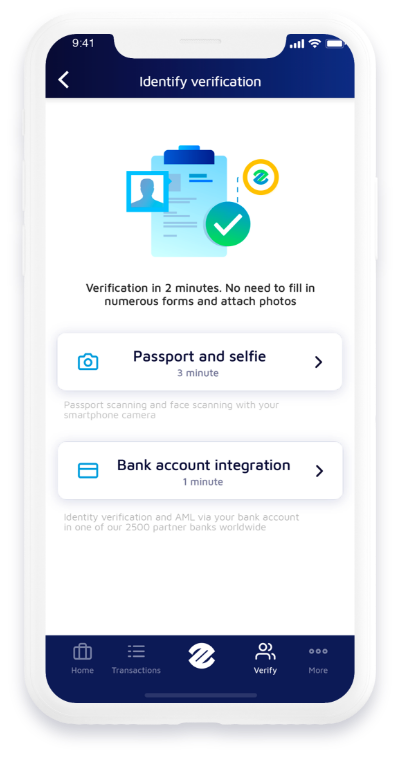 9:41
Identify verification
Verification in 2 minutes. No need to fill in
numerous forms and attach photos
Passport and selfie
3 minute
Passport scanning and face scanning with your
smartphone camera
Bank account integration
1 minute
Identity verification and AML via your bank account
in one of our 2500 partner banks worldwide
Home
Transactions
Verify
More